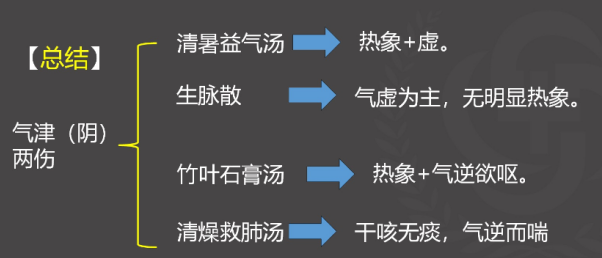 【总结】
气津（阴）
两伤
清暑益气汤 热象+虚。
生脉散 气虚为主，无明显热象。
竹叶石膏汤 热象+气逆欲呕。
清燥救肺汤 干咳无痰，气逆而喘